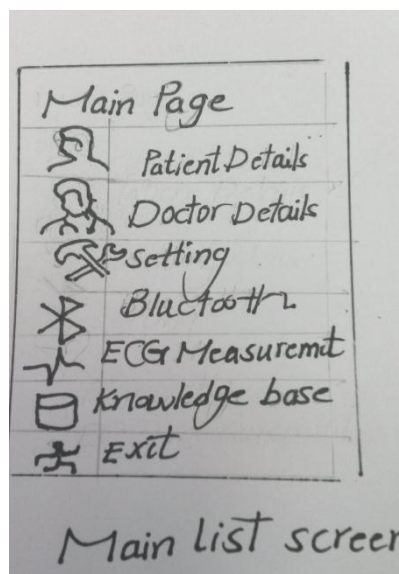 Main Page
Patient Details
Doctor Details
Setting
Bluetooth
ECG Measuremt
Knowledge base
Exit
Main list screen